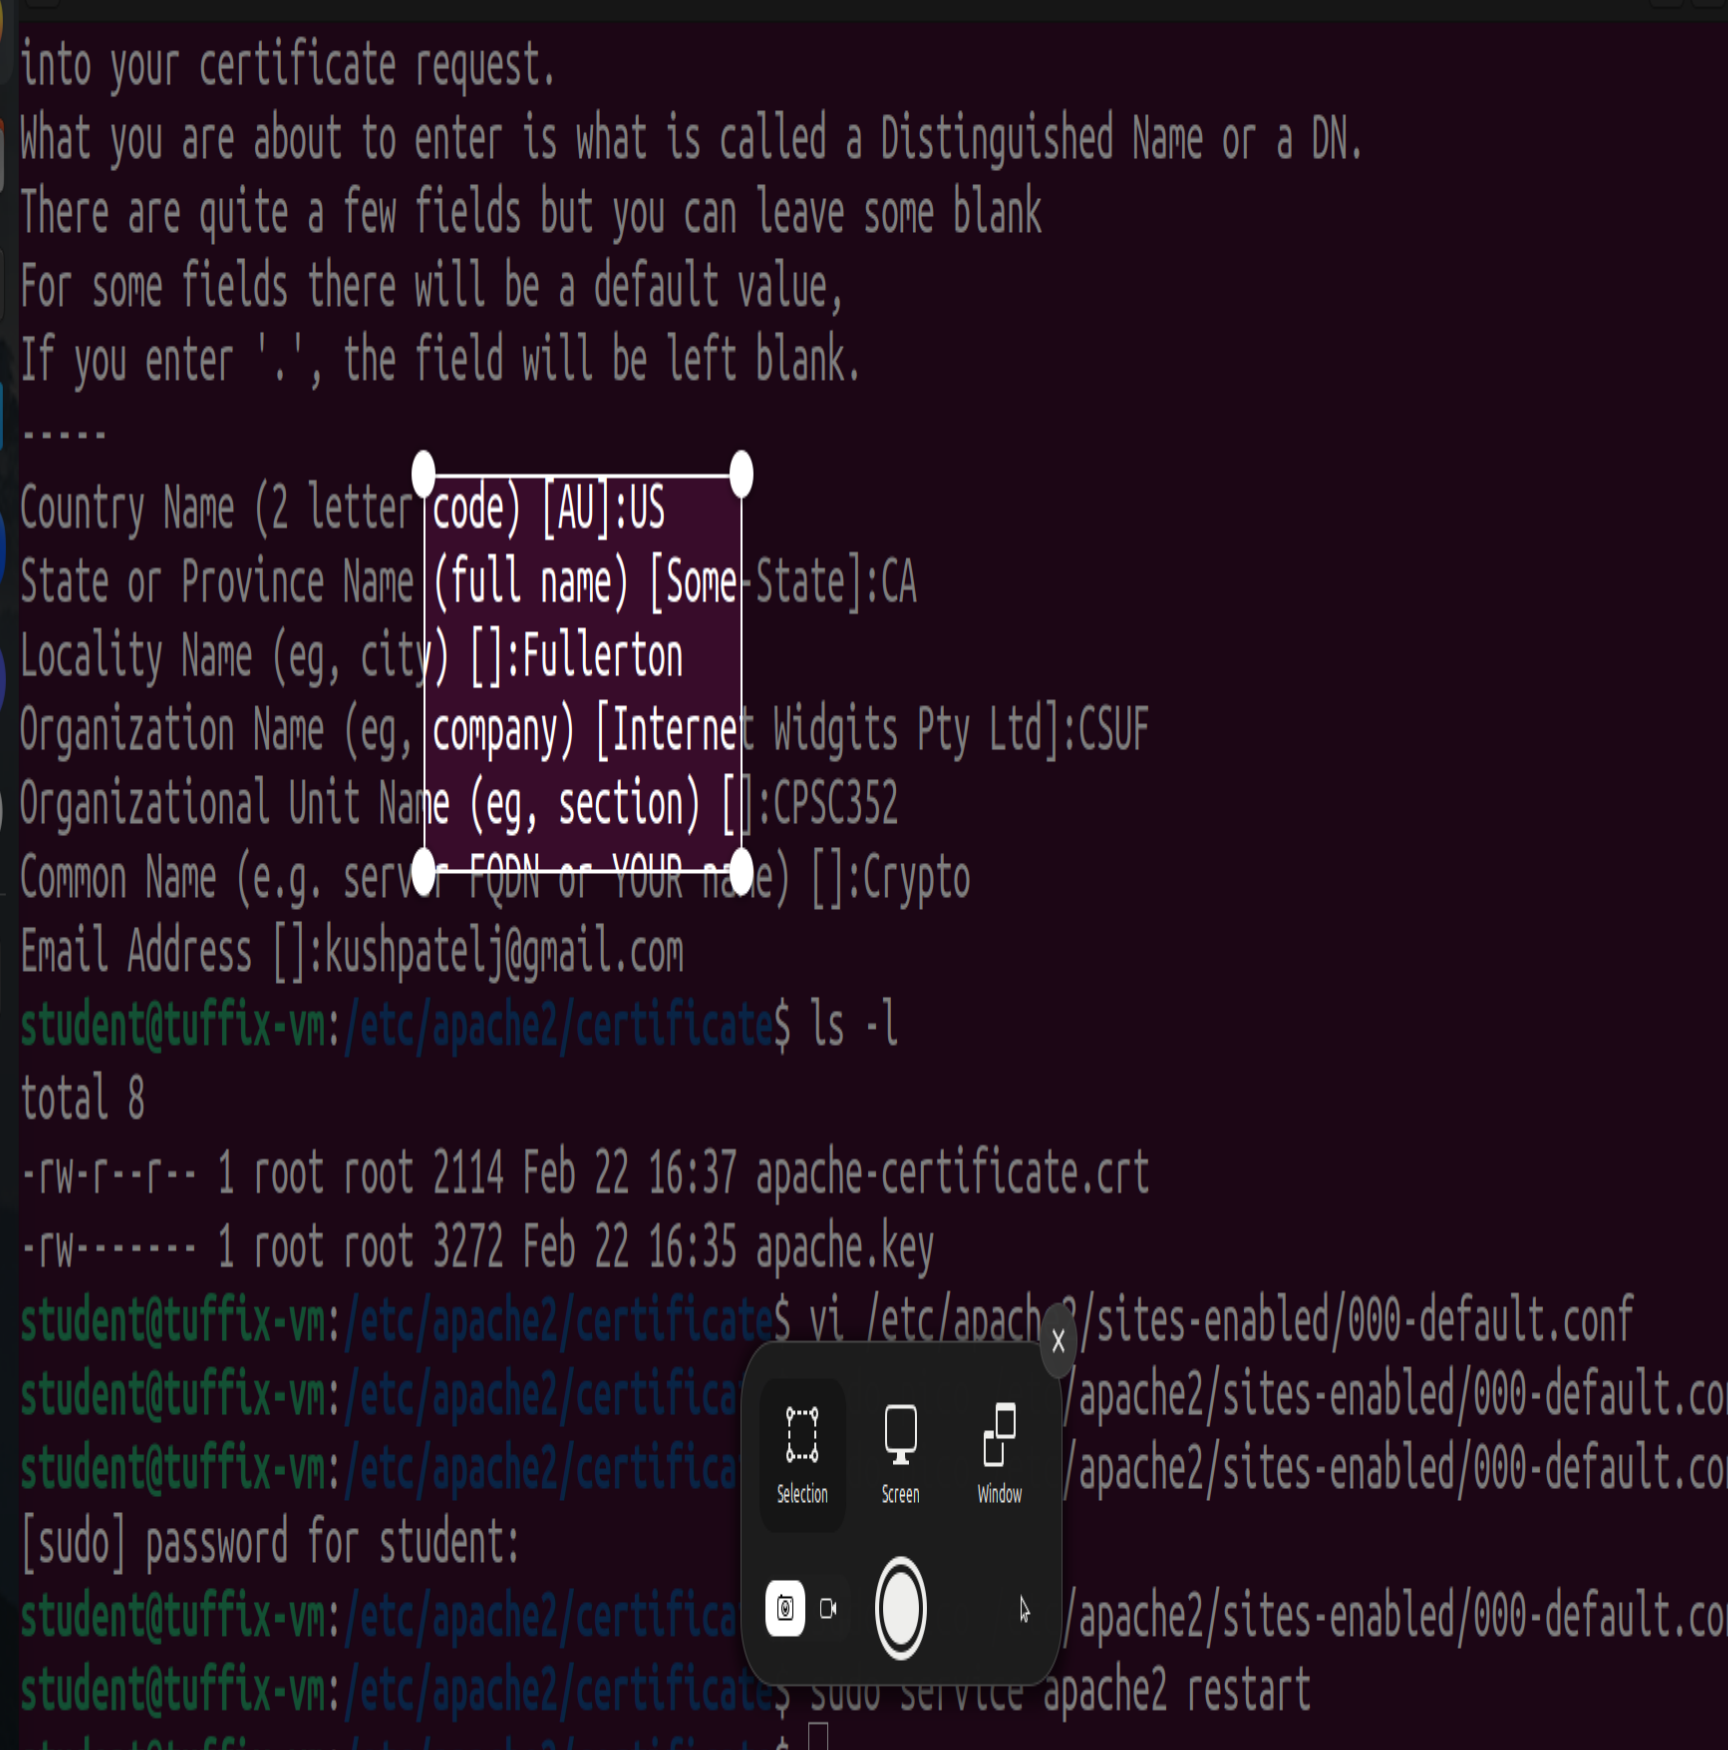 into your certificate request.
What you are about to enter is what is called a Distinguished Name or a DN.
There are quite a few fields but you can leave some blank
For some fields there will be a default value,
If you enter '.', the field will be left blank.
-----
Country Name (2 letter code) [AU]:US
State or Province Name (full name) [Some-State]:CA
Locality Name (eg, city) []:Fullerton
Organization Name (eg, company) [Internet Widgits Pty Ltd]:CSUF
Organizational Unit Name (eg, section) []:CPSC352
Common Name (e.g. server FQDN or YOUR name) []:Crypto
Email Address []:kushpatelj@gmail.com
student@tuffix-vm:/etc/apache2/certificate$ ls -l
total 8
-rw-r--r-- 1 root root 2114 Feb 22 16:37 apache-certificate.crt
-rw------- 1 root root 3272 Feb 22 16:35 apache.key
student@tuffix-vm:/etc/apache2/certificate$ vi /etc/apache2/sites-enabled/000-default.conf
student@tuffix-vm:/etc/apache2/certifica /apache2/sites-enabled/000-default.co
student@tuffix-vm:/etc/apache2/certifica /apache2/sites-enabled/000-default.co
[sudo] password for student:
student@tuffix-vm:/etc/apache2/certifica /apache2/sites-enabled/000-default.co
student@tuffix-vm:/etc/apache2/certificate$ sudo service apache2 restart
Selection
Screen
Window